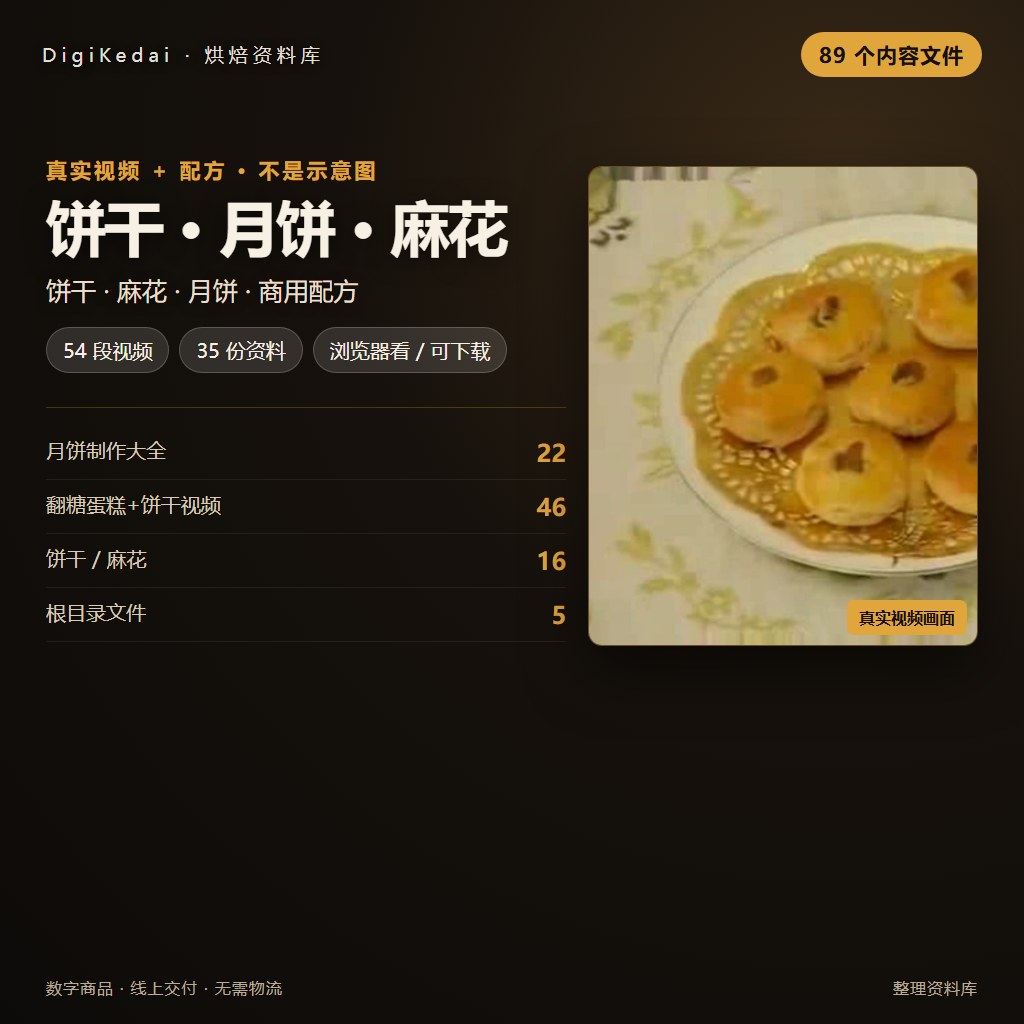 DigiKedai · 烘焙资料库
89 个内容文件
真实视频 + 配方 • 不是示意图
饼干 • 月饼 • 麻花
饼干 · 麻花 · 月饼 · 商用配方
54 段视频
35 份资料
浏览器看 / 可下载
月饼制作大全 22
翻糖蛋糕+饼干视频 46
饼干 / 麻花 16
根目录文件 5
真实视频画面
数字商品 · 线上交付 · 无需物流
整理资料库